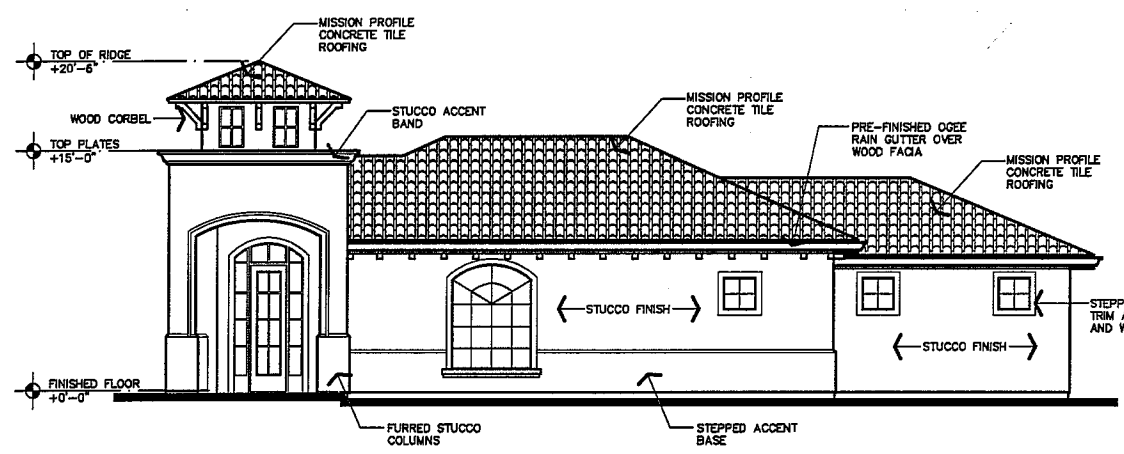 MISSION PROFILE
CONCRETE TILE
ROOFING
TOP OF RIDGE
+20'-6"
WOOD CORBEL
STUCCO ACCENT
BAND
TOP PLATES
+15'-0"
MISSION PROFILE
CONCRETE TILE
ROOFING
PRE-FINISHED OGEE
RAIN GUTTER OVER
WOOD FACIA
MISSION PROFILE
CONCRETE TILE
ROOFING
STUCCO FINISH
STEPP
TRIM
AND
STUCCO FINISH
FINISHED FLOOR
+0'-0"
FURRED STUCCO
COLUMNS
STEPPED ACCENT
BASE